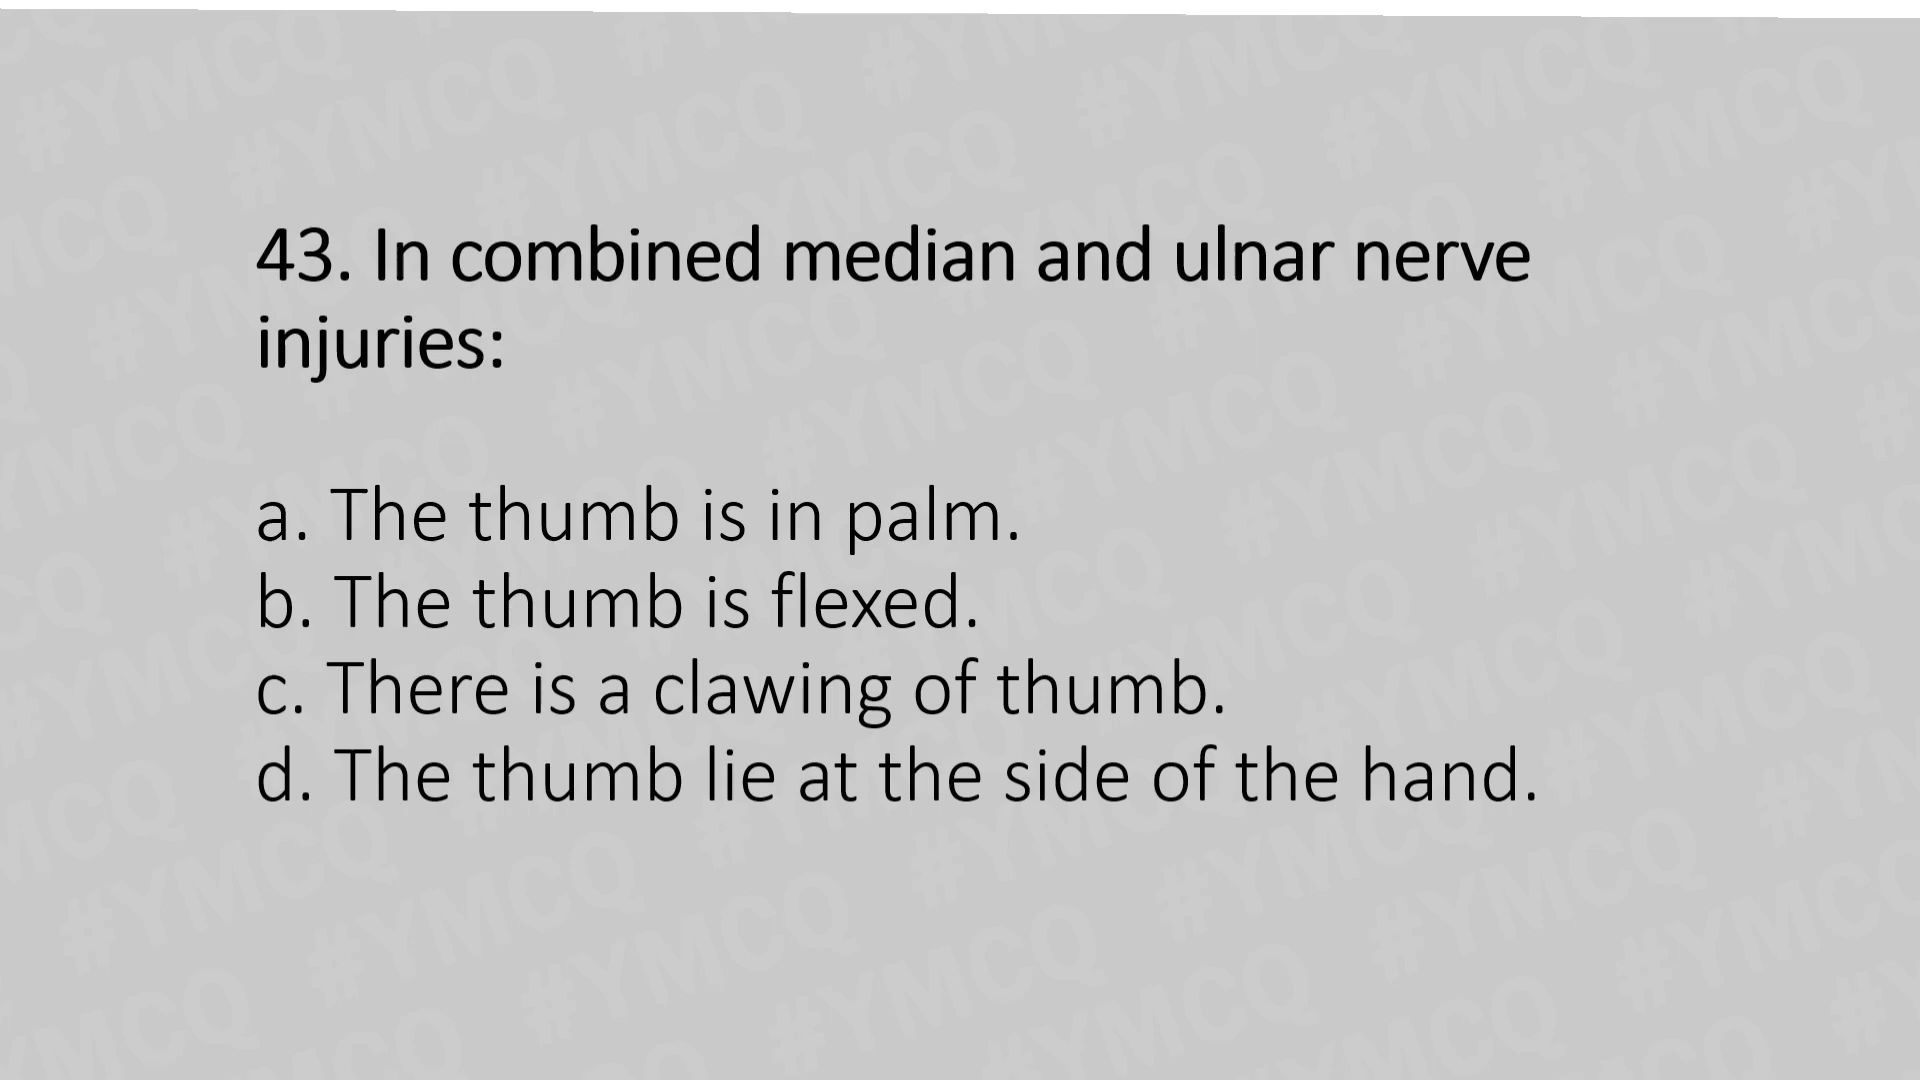 43. In combined median and ulnar nerve
injuries:
a. The thumb is in palm.
b. The thumb is flexed.
c. There is a clawing of thumb.
d. The thumb lie at the side of the hand.
#YMCQ